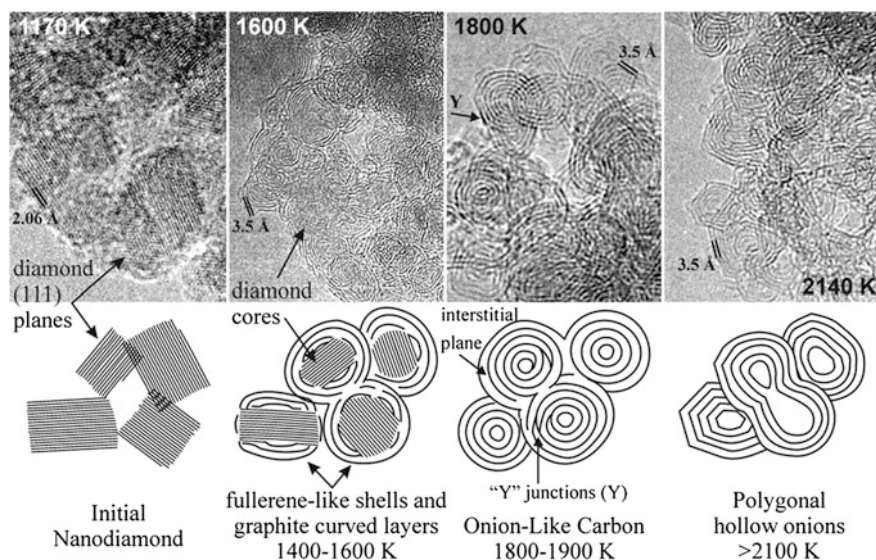 1170 K
1600 K
1800 K
2140 K
2.06 Å
3.5 Å
Y
3.5 Å
3.5 Å
diamond
(111)
planes
diamond
cores
interstitial
plane
Initial
Nanodiamond
fullerene-like shells and
graphite curved layers
1400-1600 K
"Y" junctions (Y)
Onion-Like Carbon
1800-1900 K
Polygonal
hollow onions
>2100 K